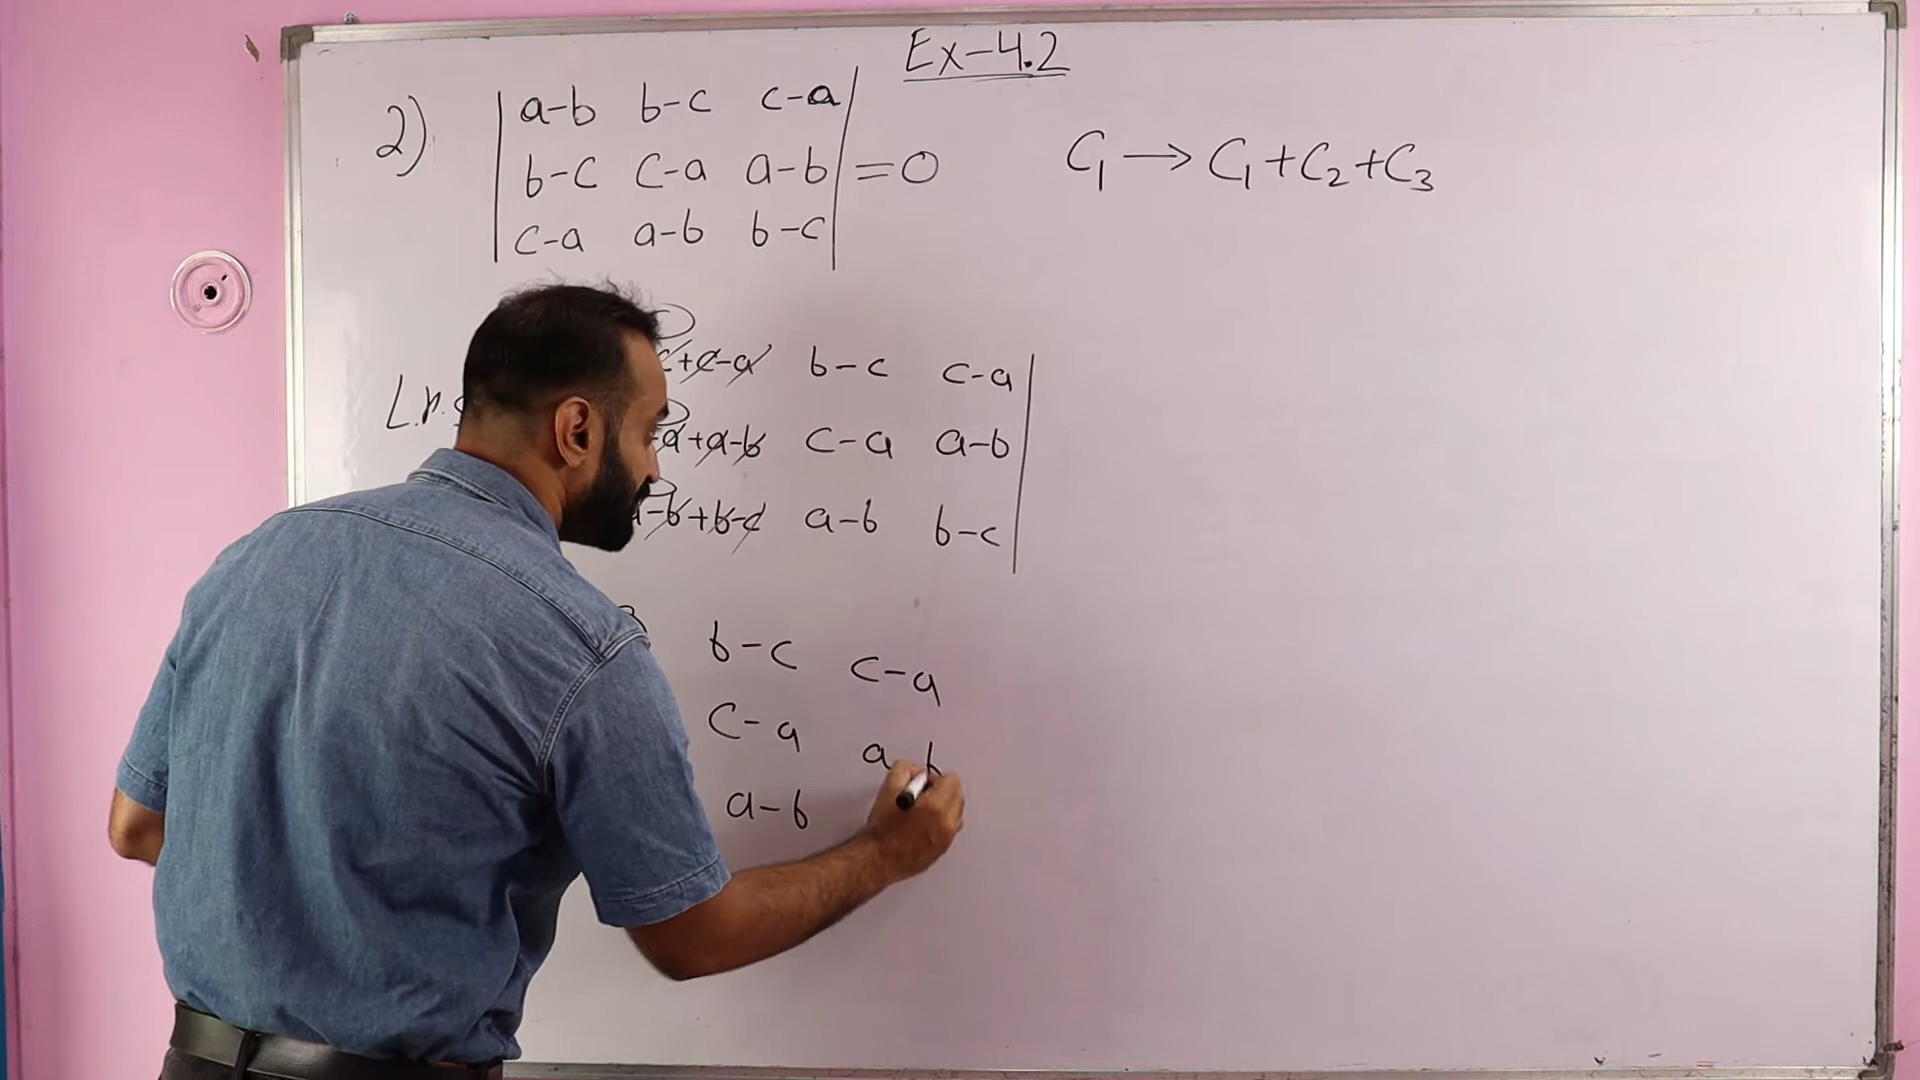 Ex-4.2
2) | a-b b-c c-a |
| b-c c-a a-b | = 0
| c-a a-b b-c |
C₁ → C₁+C₂+C₃
+c-a b-c c-a |
-a+a-b c-a a-b |
-b+b-c a-b b-c |
b-c c-a
c-a a-b
a-b